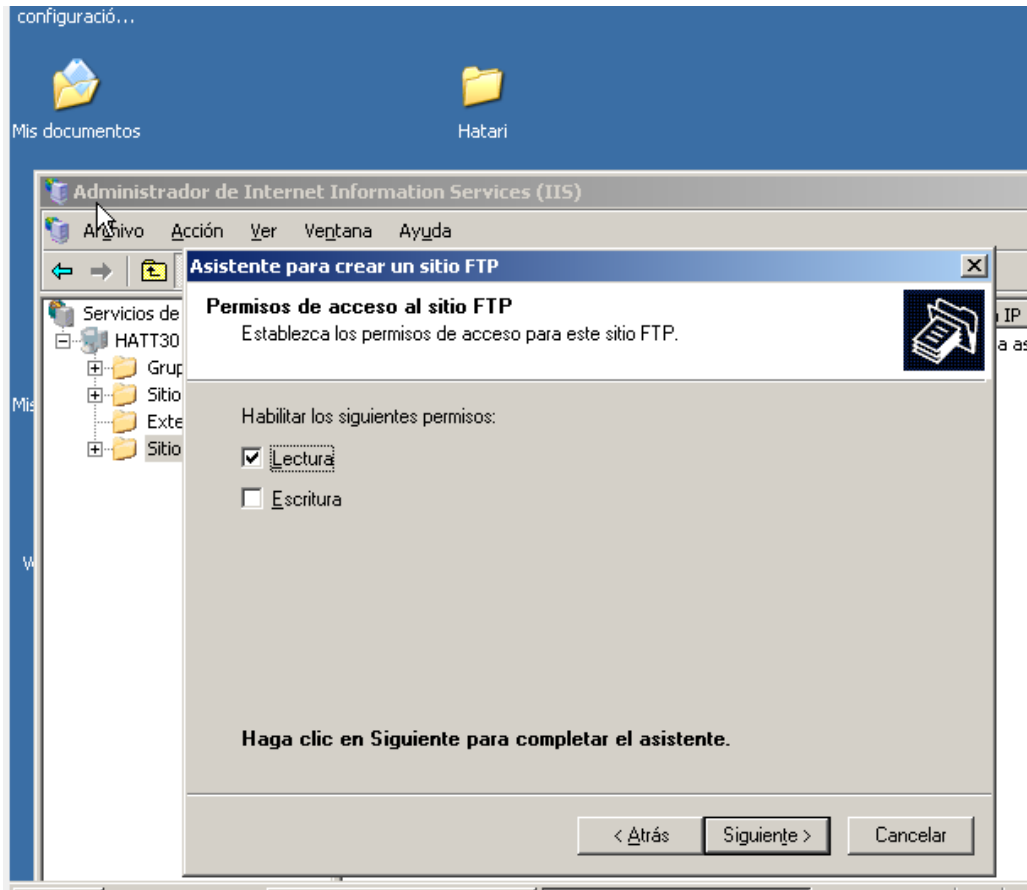 configuració...
Mis documentos
Hatari
Administrador de Internet Information Services (IIS)
Archivo Acción Ver Ventana Ayuda
Asistente para crear un sitio FTP
Permisos de acceso al sitio FTP
Establezca los permisos de acceso para este sitio FTP.
Servicios de
HATT30
Grup
Sitio
Exte
Sitio
IP
a as
Mis
Habilitar los siguientes permisos:
Lectura
Escritura
Haga clic en Siguiente para completar el asistente.
< Atrás
Siguiente >
Cancelar